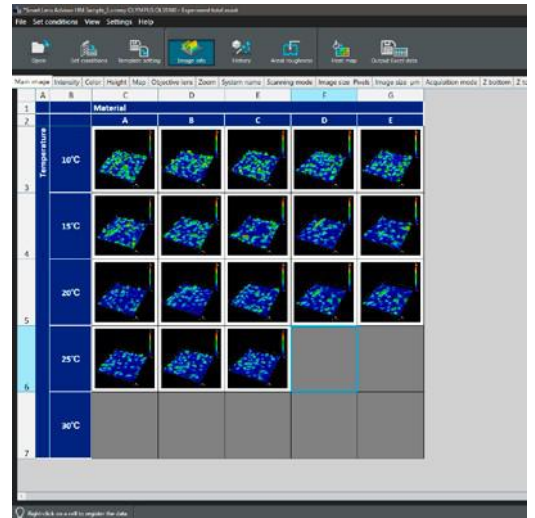 File Set conditions View Settings Help
Open Set conditions Template setting Image info History Areal roughness Heat map Output Excel data
Main image Intensity Color Height Map Objective lens Zoom System name Scanning mode Image size Pixels Image size μm Acquisition mode Z bottom
A B C D E F G
1 Material
2 A B C D E
Temperature
3 10°C
4 15°C
5 20°C
6 25°C
7 30°C
Right-click on a cell to register the data